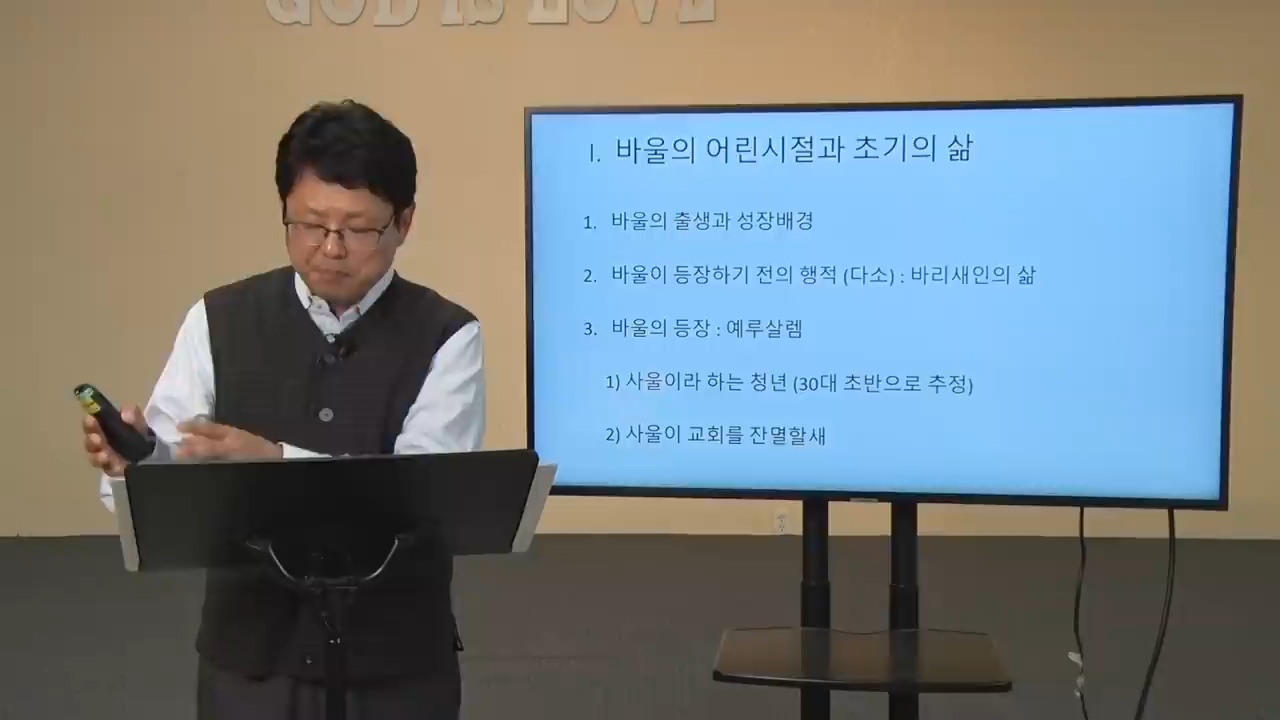 GOD IS LOVE
I. 바울의 어린시절과 초기의 삶
1. 바울의 출생과 성장배경
2. 바울이 등장하기 전의 행적 (다소) : 바리새인의 삶
3. 바울의 등장 : 예루살렘
1) 사울이라 하는 청년 (30대 초반으로 추정)
2) 사울이 교회를 잔멸할새